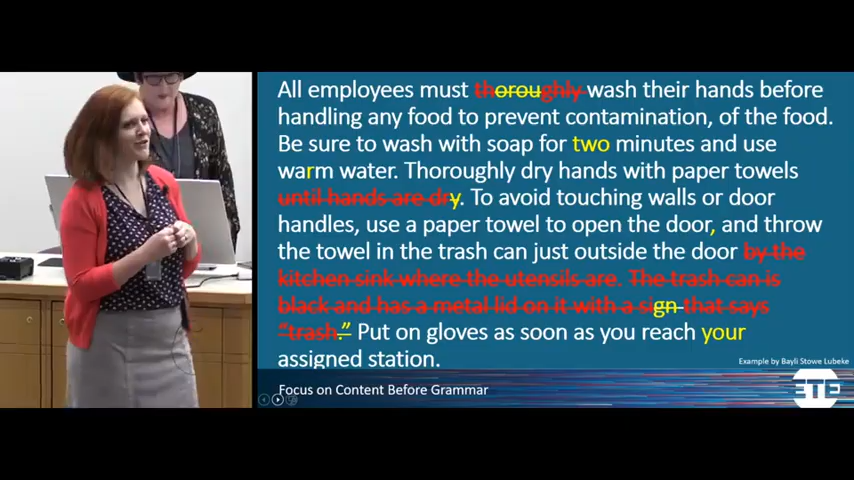 All employees must thoroughly wash their hands before
handling any food to prevent contamination, of the food.
Be sure to wash with soap for two minutes and use
warm water. Thoroughly dry hands with paper towels
until hands are dry. To avoid touching walls or door
handles, use a paper towel to open the door, and throw
the towel in the trash can just outside the door by the
kitchen sink where the utensils are. The trash can is
black and has a metal lid on it with a sign that says
"trash." Put on gloves as soon as you reach your
assigned station.
Example by Bayli Stowe Lubeke
Focus on Content Before Grammar
ETE